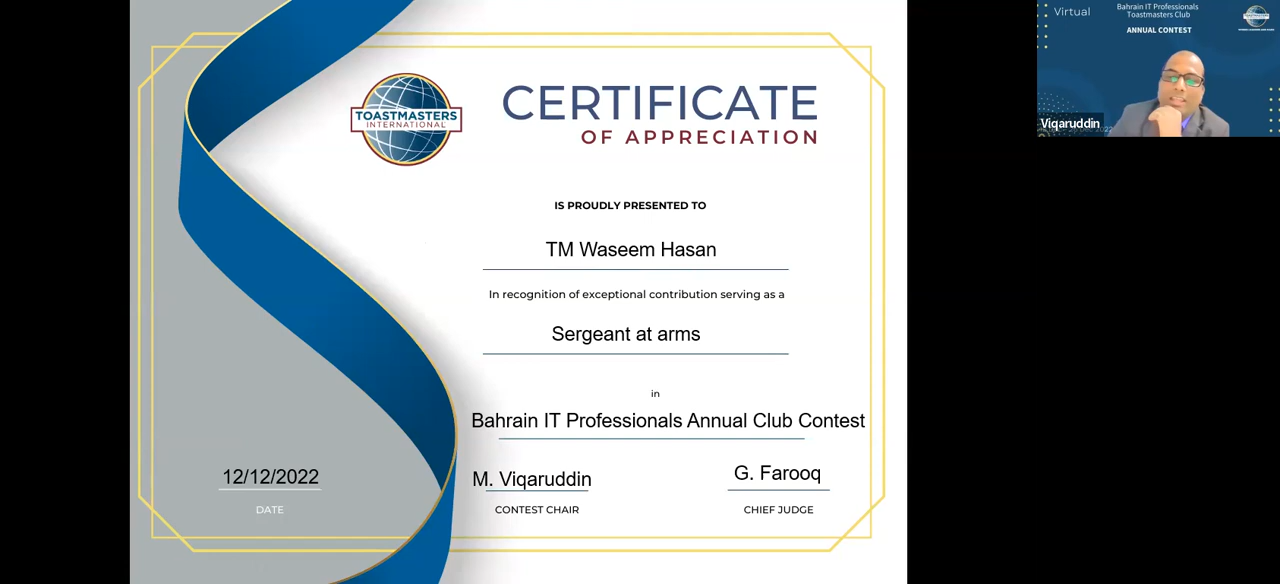 TOASTMASTERS
INTERNATIONAL
CERTIFICATE
OF APPRECIATION
IS PROUDLY PRESENTED TO
TM Waseem Hasan
In recognition of exceptional contribution serving as a
Sergeant at arms
in
Bahrain IT Professionals Annual Club Contest
12/12/2022
DATE
M. Viqaruddin
CONTEST CHAIR
G. Farooq
CHIEF JUDGE
Virtual
Bahrain IT Professionals
Toastmasters Club
ANNUAL CONTEST
Viqaruddin